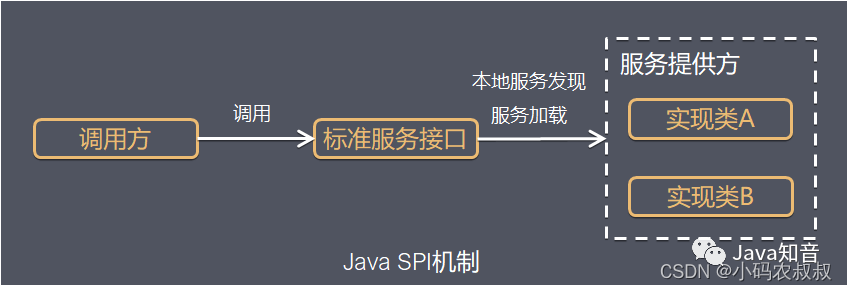 服务提供方
本地服务发现
调用
服务加载
实现类A
调用方
标准服务接口
实现类B
Java SPI机制
Java知音
CSDN @小码农叔叔